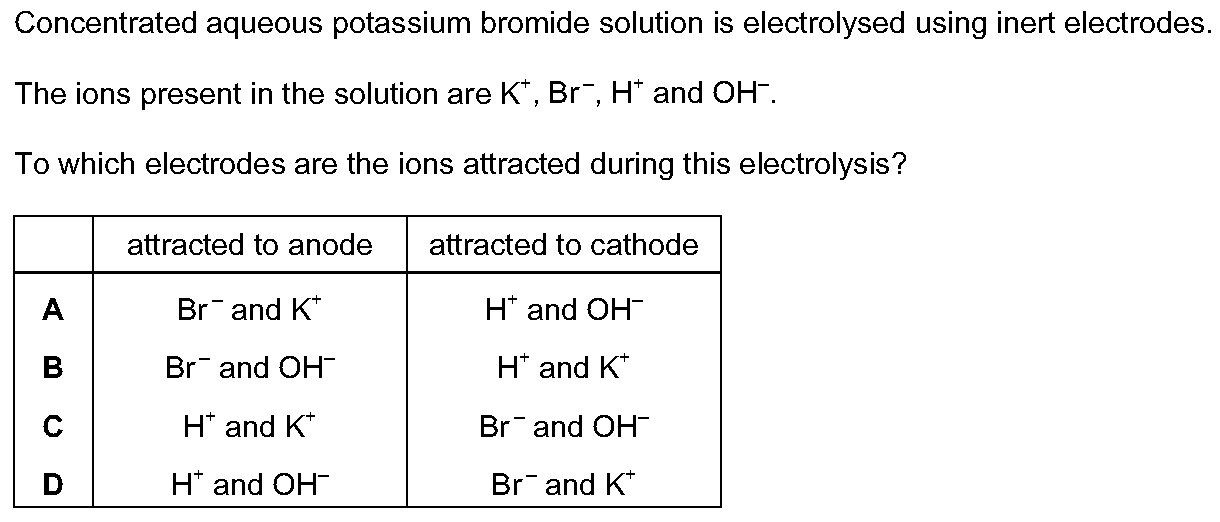 Concentrated aqueous potassium bromide solution is electrolysed using inert electrodes.
The ions present in the solution are K⁺, Br⁻, H⁺ and OH⁻.
To which electrodes are the ions attracted during this electrolysis?
attracted to anode attracted to cathode
A Br⁻ and K⁺ H⁺ and OH⁻
B Br⁻ and OH⁻ H⁺ and K⁺
C H⁺ and K⁺ Br⁻ and OH⁻
D H⁺ and OH⁻ Br⁻ and K⁺